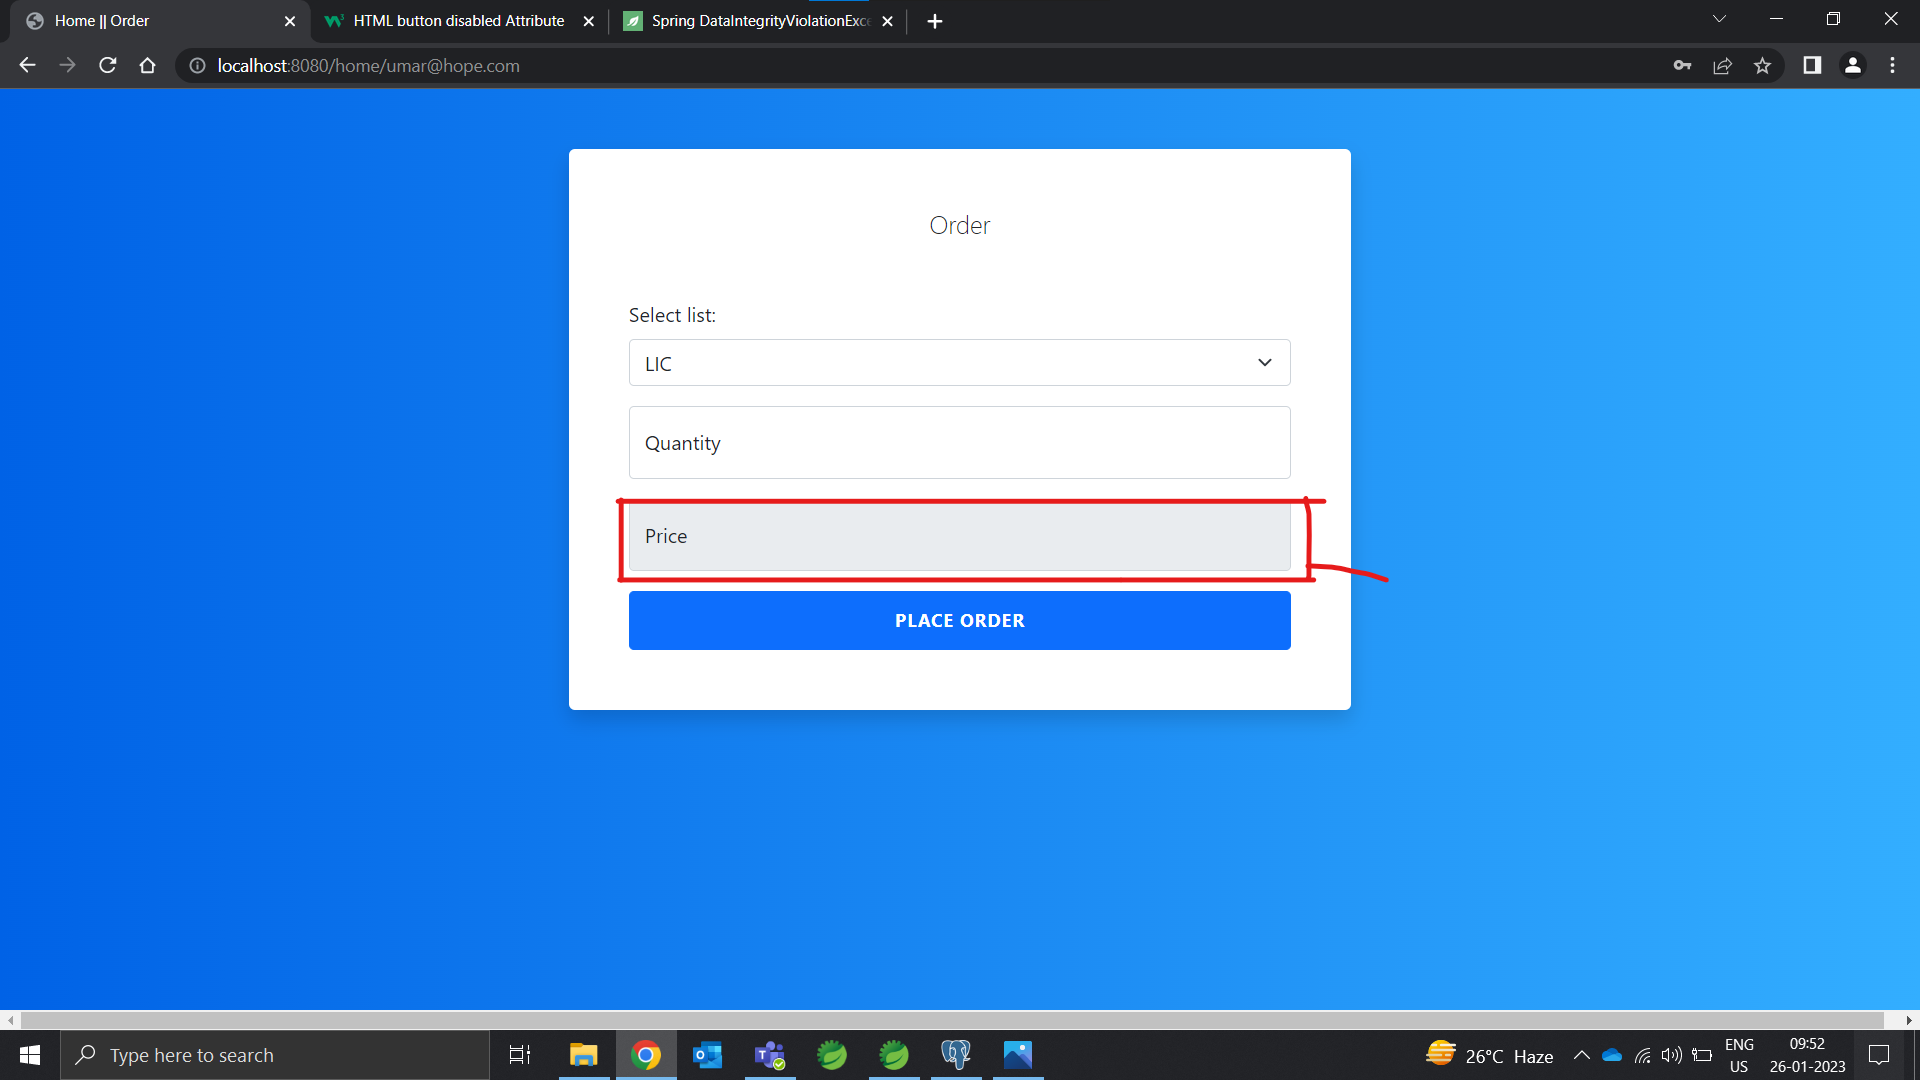 Home || Order
HTML button disabled Attribute
Spring DataIntegrityViolationExce
localhost:8080/home/umar@hope.com
Order
Select list:
LIC
Quantity
Price
PLACE ORDER
Type here to search
26°C Haze
ENG
US
09:52
26-01-2023